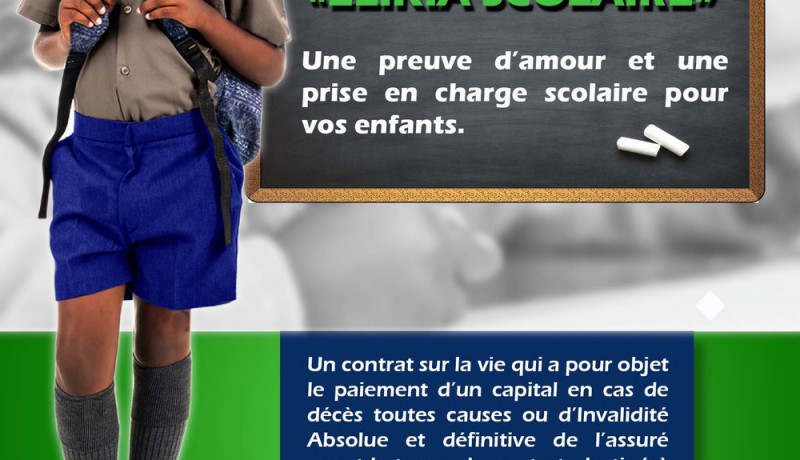 SCOLAIRE»
Une preuve d’amour et une
prise en charge scolaire pour
vos enfants.
Un contrat sur la vie qui a pour objet
le paiement d’un capital en cas de
décès toutes causes ou d’Invalidité
Absolue et définitive de l’assuré